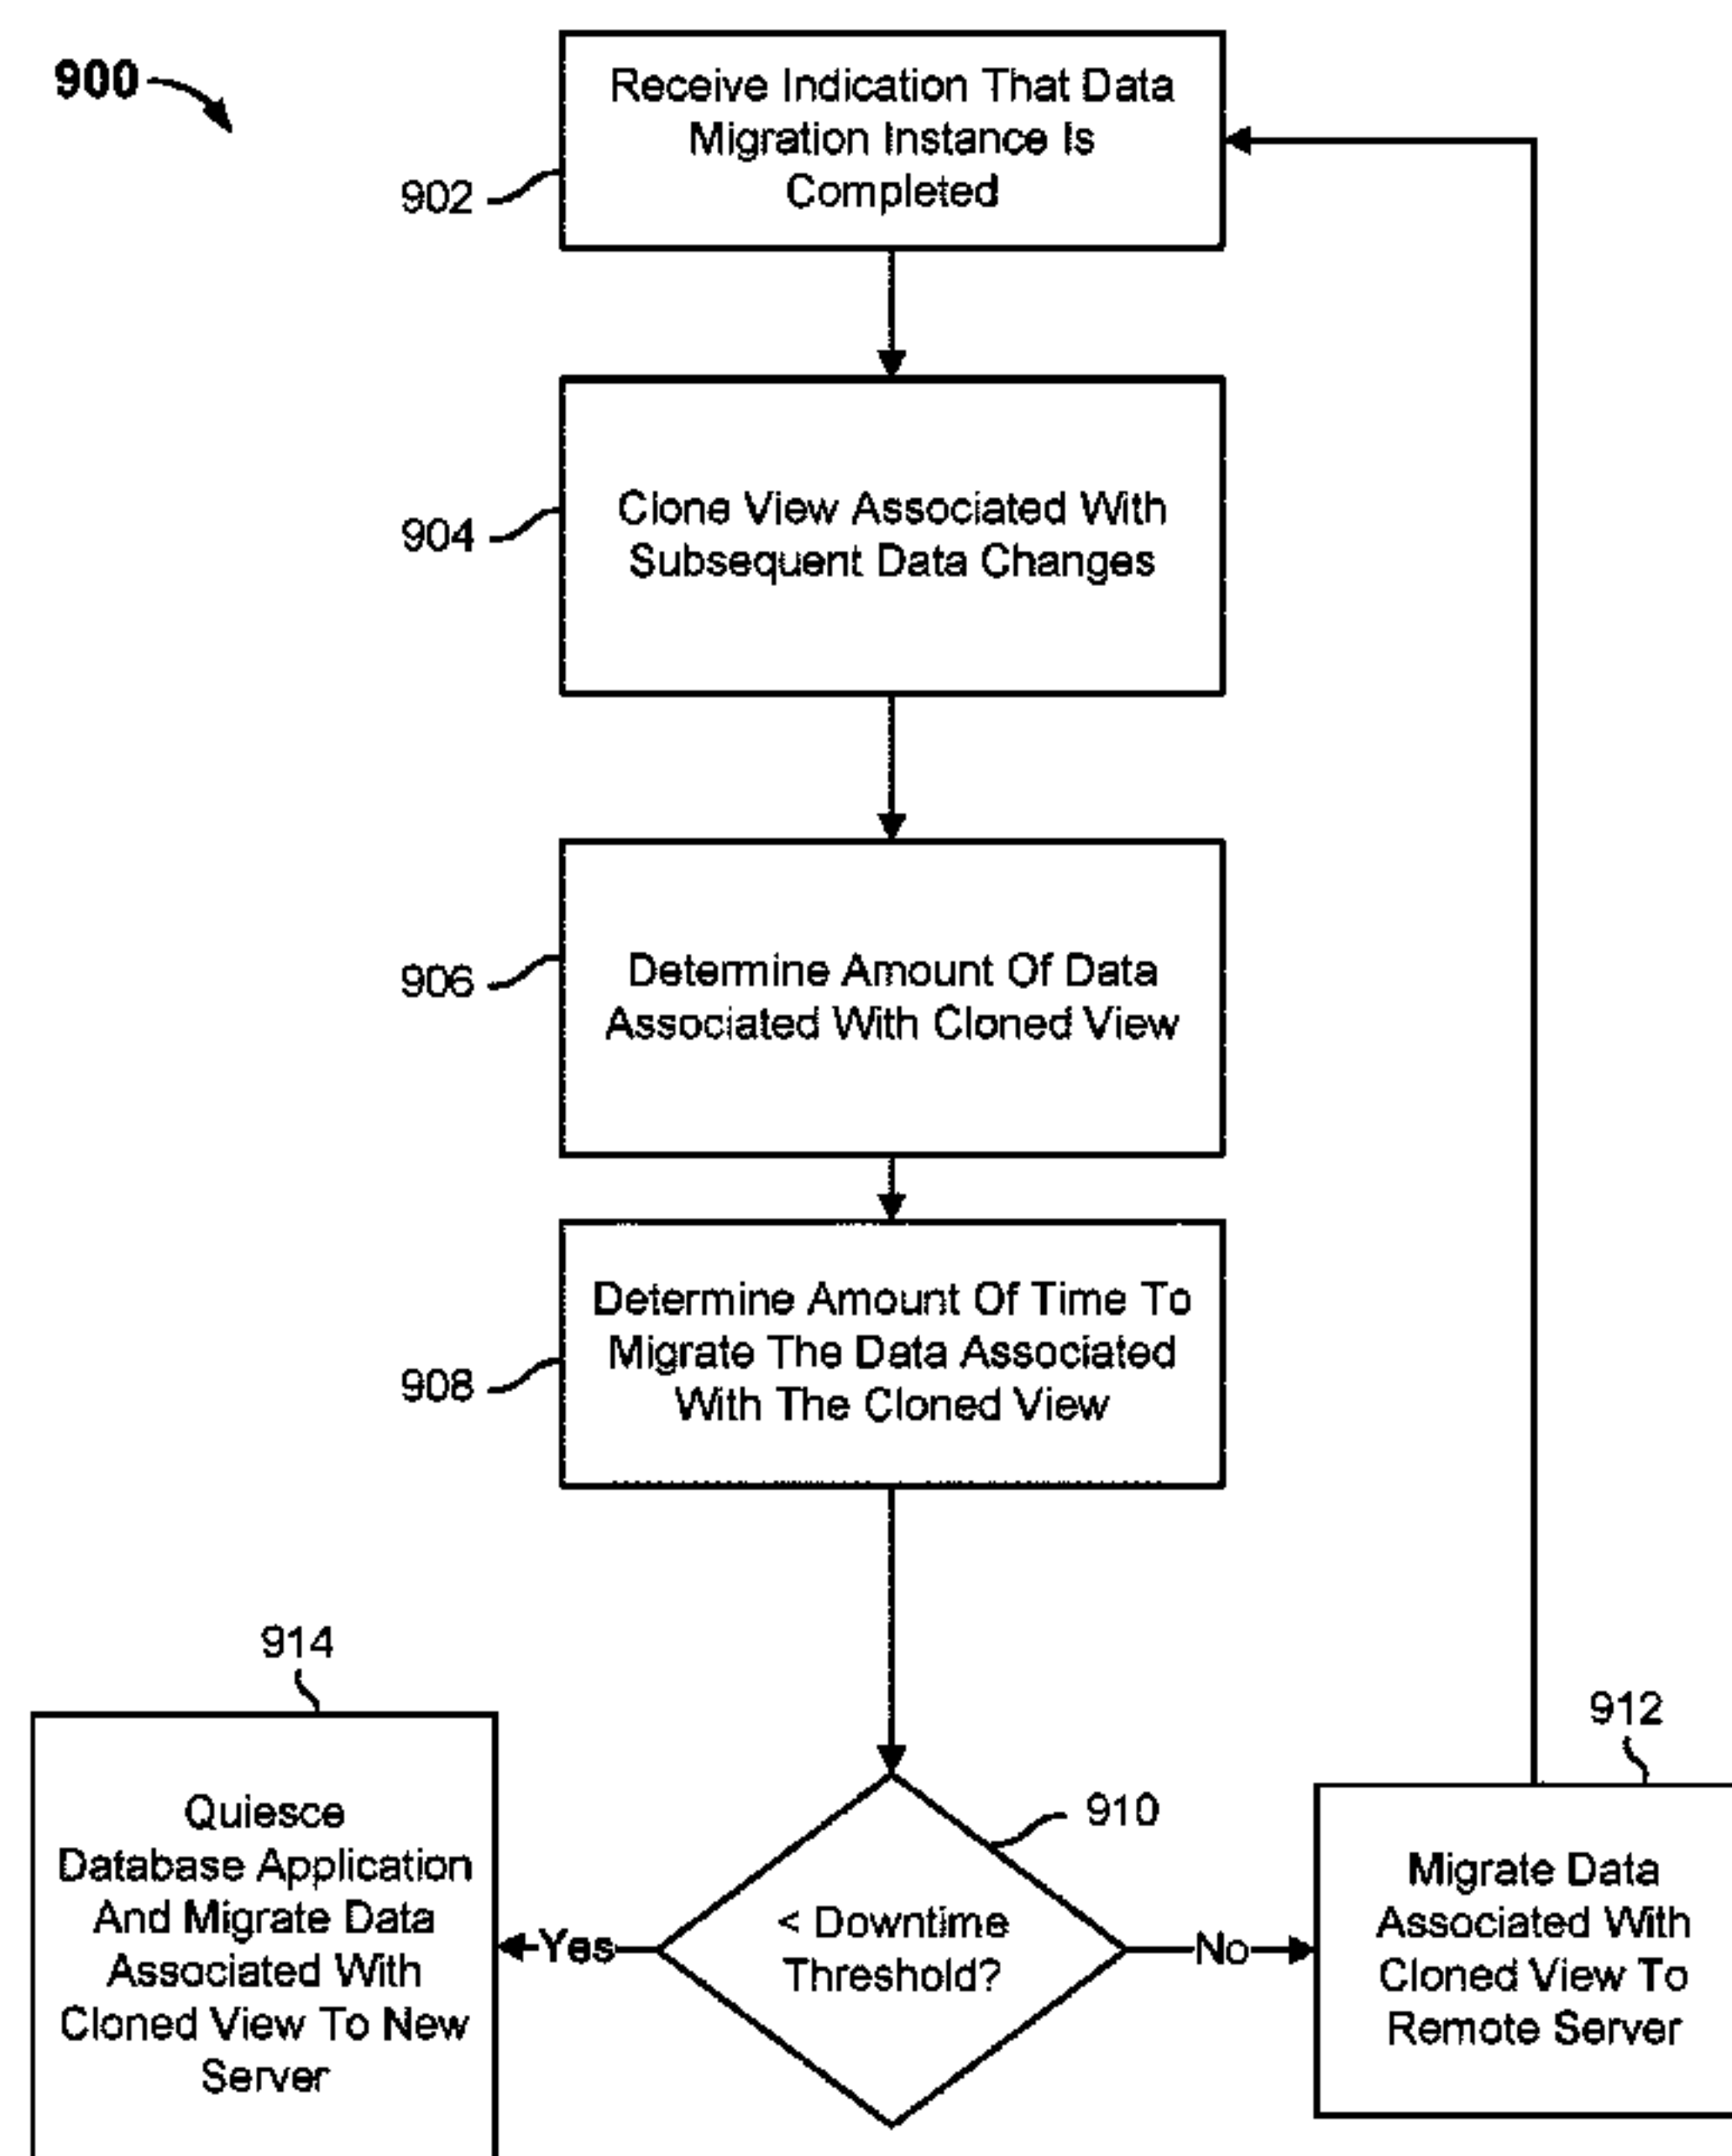 900
Receive Indication That Data
Migration Instance Is
Completed
902
Clone View Associated With
Subsequent Data Changes
904
Determine Amount Of Data
Associated With Cloned View
906
Determine Amount Of Time To
Migrate The Data Associated
With The Cloned View
908
914
Quiesce
Database Application
And Migrate Data
Associated With
Cloned View To New
Server
Yes
< Downtime
Threshold?
910
No
912
Migrate Data
Associated With
Cloned View To
Remote Server